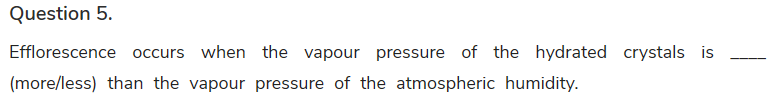 Question 5.
Efflorescence occurs when the vapour pressure of the hydrated crystals is ____
(more/less) than the vapour pressure of the atmospheric humidity.